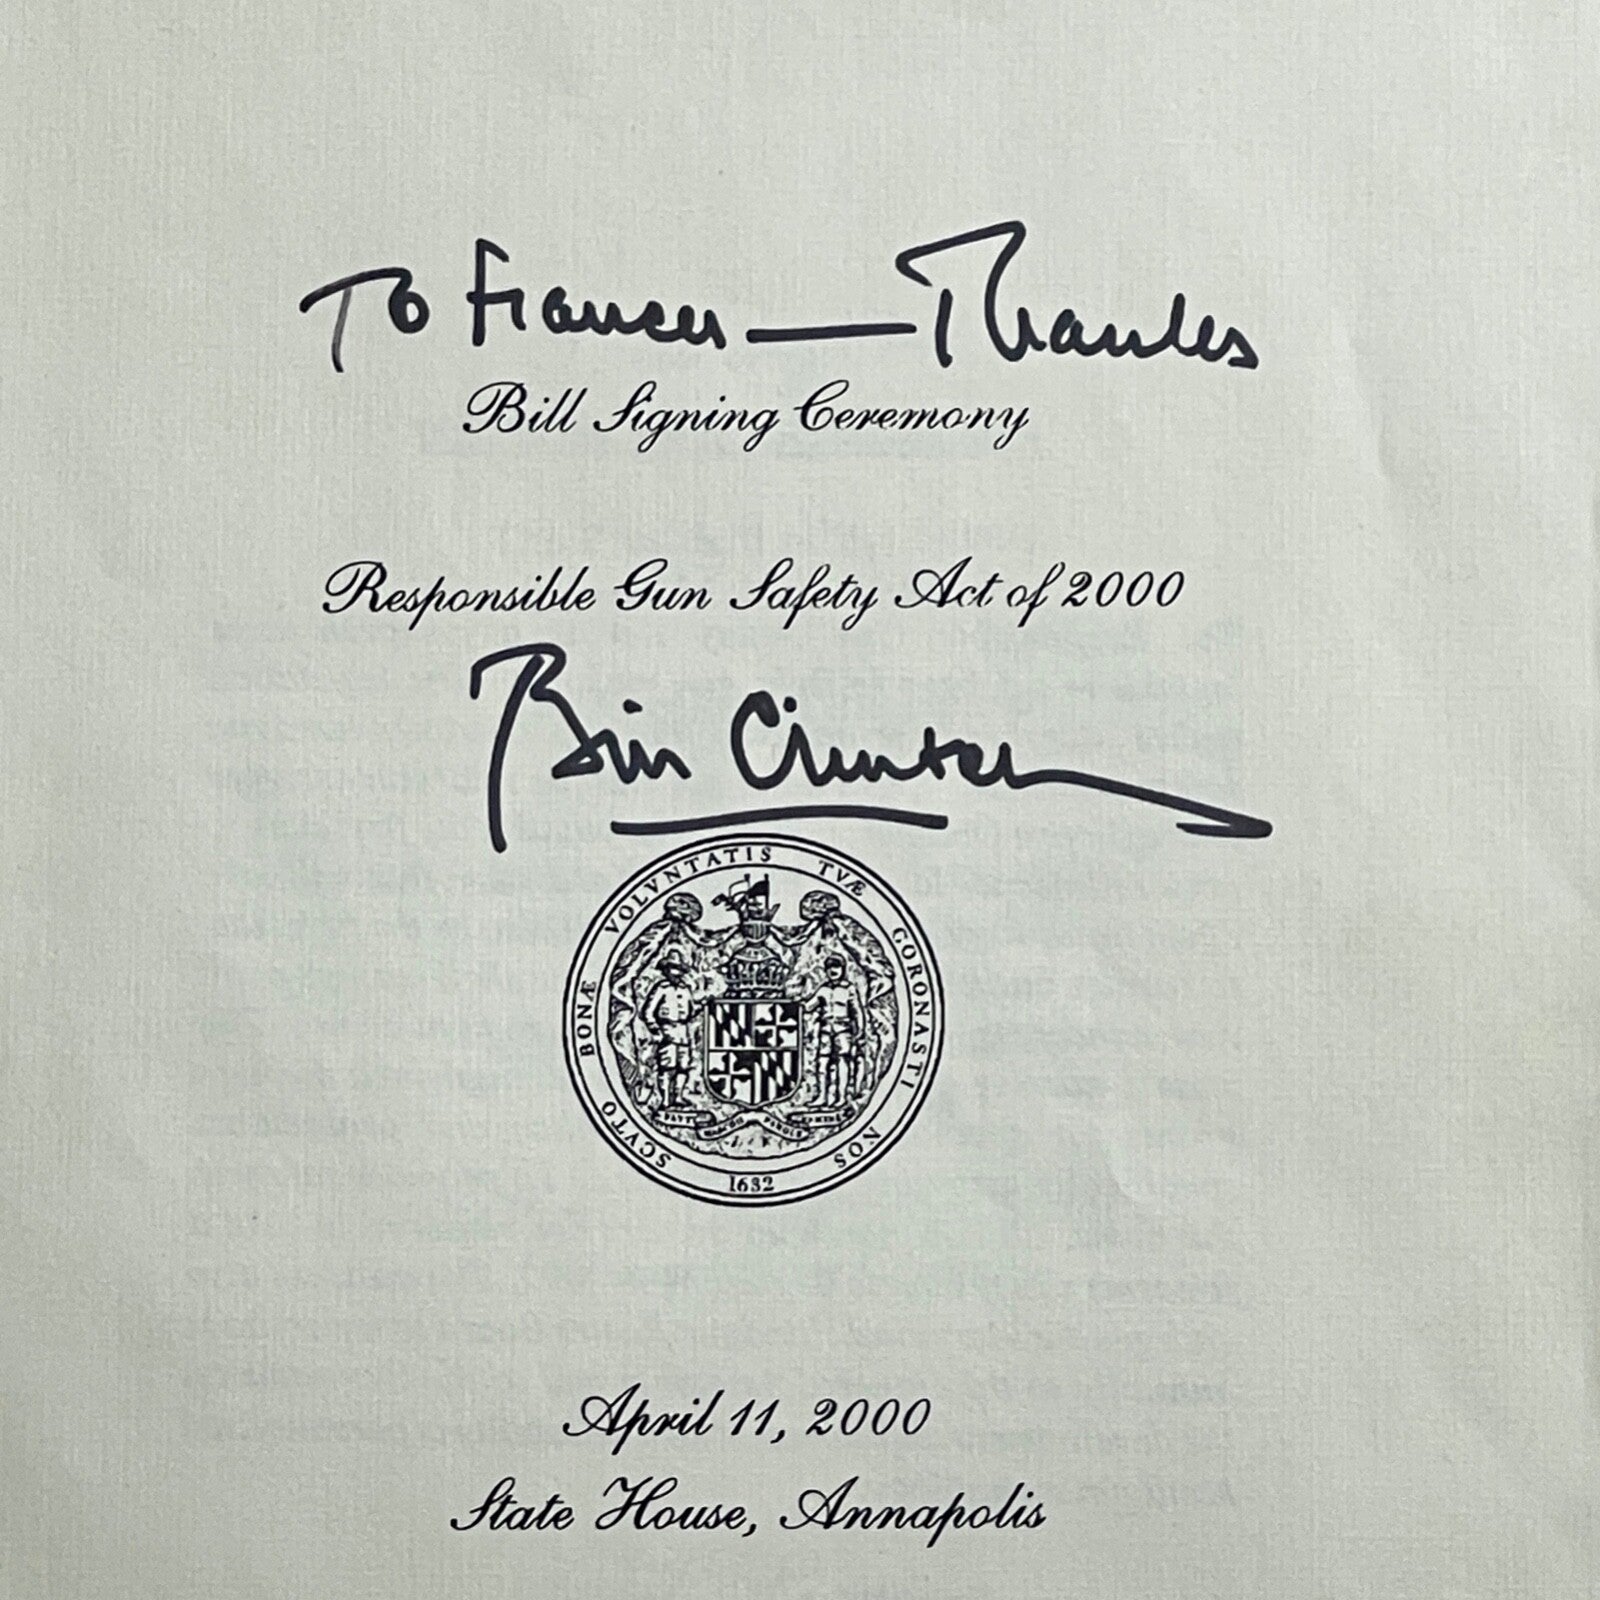 To Frances — Thanks
Bill Signing Ceremony
Responsible Gun Safety Act of 2000
Bill Clinton
SCVTO BONÆ VOLVNTATIS TVÆ CORONASTI NOS
1632
April 11, 2000
State House, Annapolis